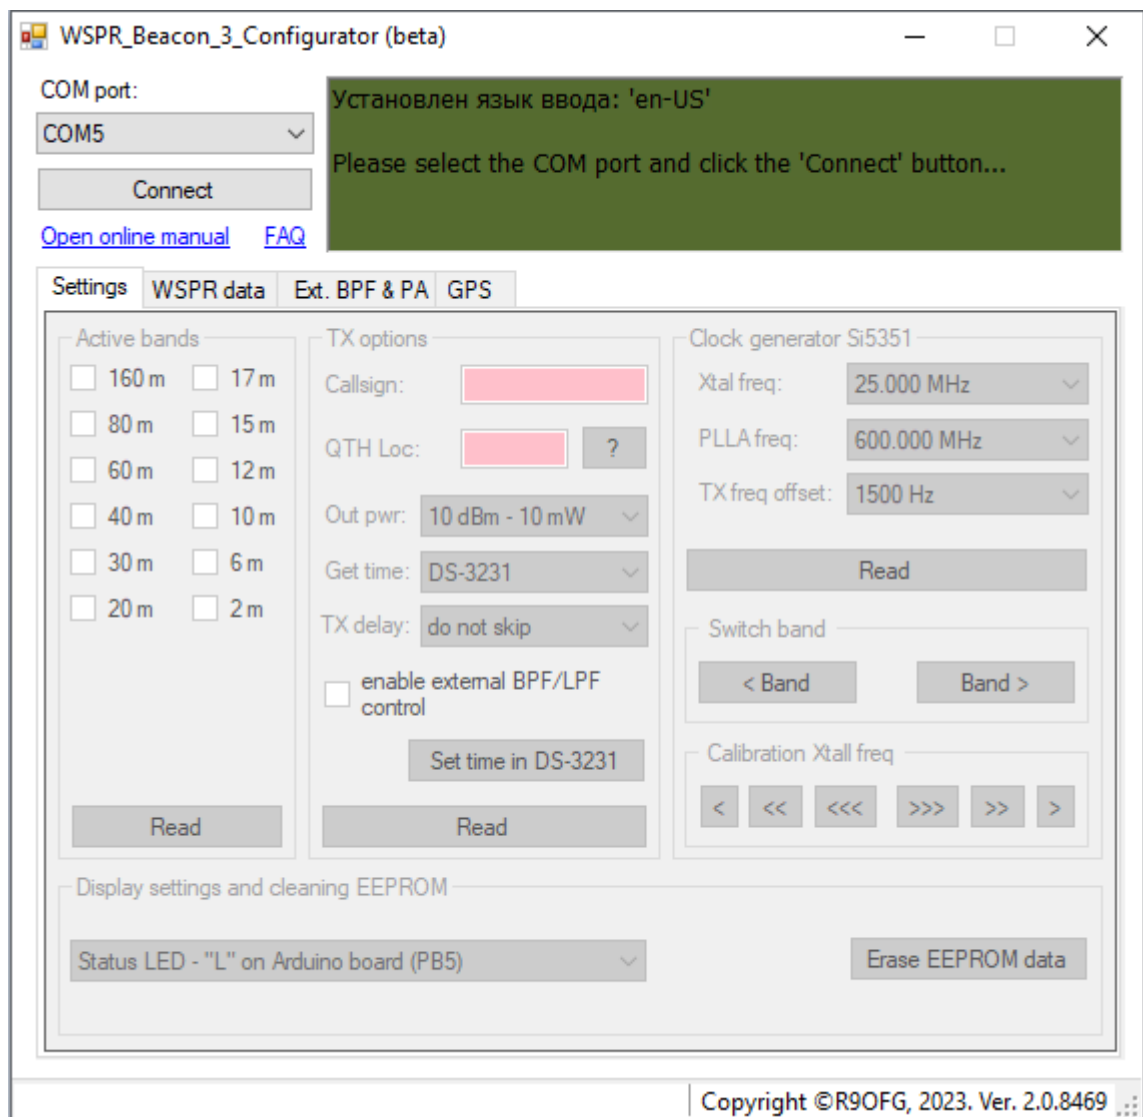 WSPR_Beacon_3_Configurator (beta)
COM port:
COM5
Connect
Open online manual FAQ
Установлен язык ввода: 'en-US'
Please select the COM port and click the 'Connect' button...
Settings WSPR data Ext. BPF & PA GPS
Active bands
160 m 17 m
80 m 15 m
60 m 12 m
40 m 10 m
30 m 6 m
20 m 2 m
Read
TX options
Callsign:
QTH Loc: ?
Out pwr: 10 dBm - 10 mW
Get time: DS-3231
TX delay: do not skip
enable external BPF/LPF
control
Set time in DS-3231
Read
Clock generator Si5351
Xtal freq: 25.000 MHz
PLLA freq: 600.000 MHz
TX freq offset: 1500 Hz
Read
Switch band
< Band Band >
Calibration Xtall freq
< << <<< >>> >> >
Display settings and cleaning EEPROM
Status LED - "L" on Arduino board (PB5)
Erase EEPROM data
Copyright ©R9OFG, 2023. Ver. 2.0.8469